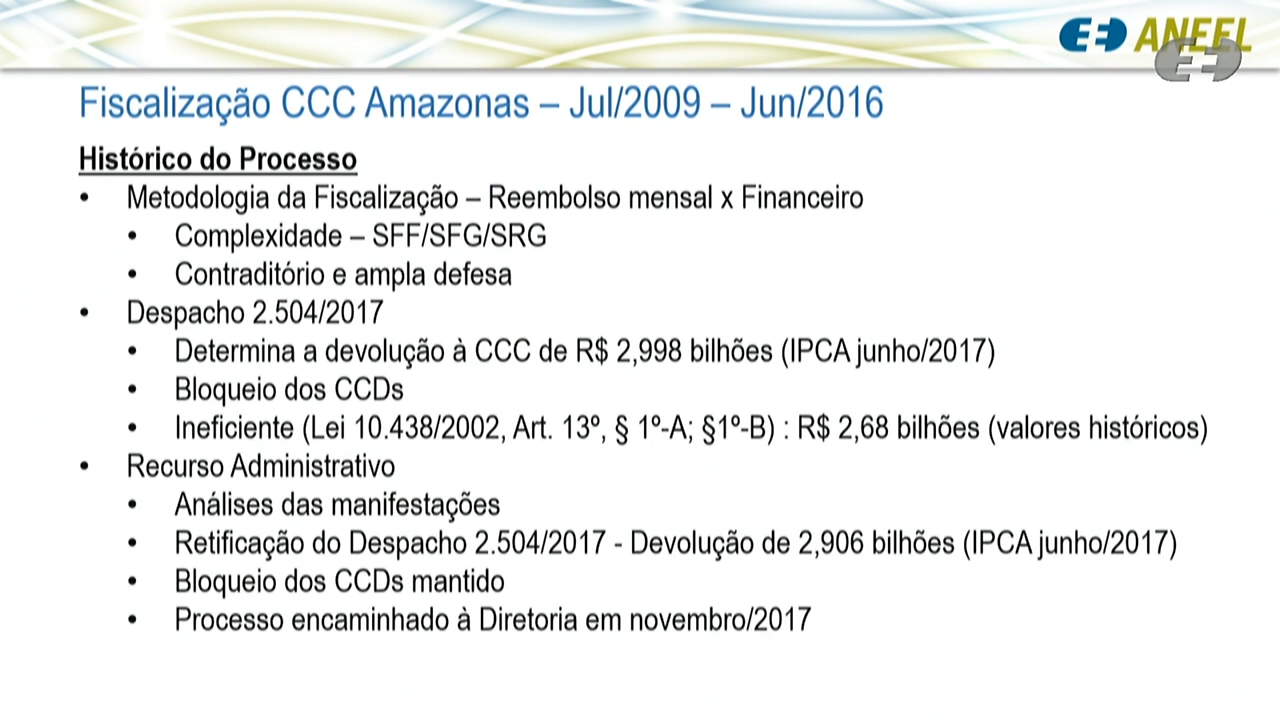 ANEEL
Fiscalização CCC Amazonas – Jul/2009 – Jun/2016
Histórico do Processo
• Metodologia da Fiscalização – Reembolso mensal x Financeiro
• Complexidade – SFF/SFG/SRG
• Contraditório e ampla defesa
• Despacho 2.504/2017
• Determina a devolução à CCC de R$ 2,998 bilhões (IPCA junho/2017)
• Bloqueio dos CCDs
• Ineficiente (Lei 10.438/2002, Art. 13º, § 1º-A; §1º-B) : R$ 2,68 bilhões (valores históricos)
• Recurso Administrativo
• Análises das manifestações
• Retificação do Despacho 2.504/2017 - Devolução de 2,906 bilhões (IPCA junho/2017)
• Bloqueio dos CCDs mantido
• Processo encaminhado à Diretoria em novembro/2017